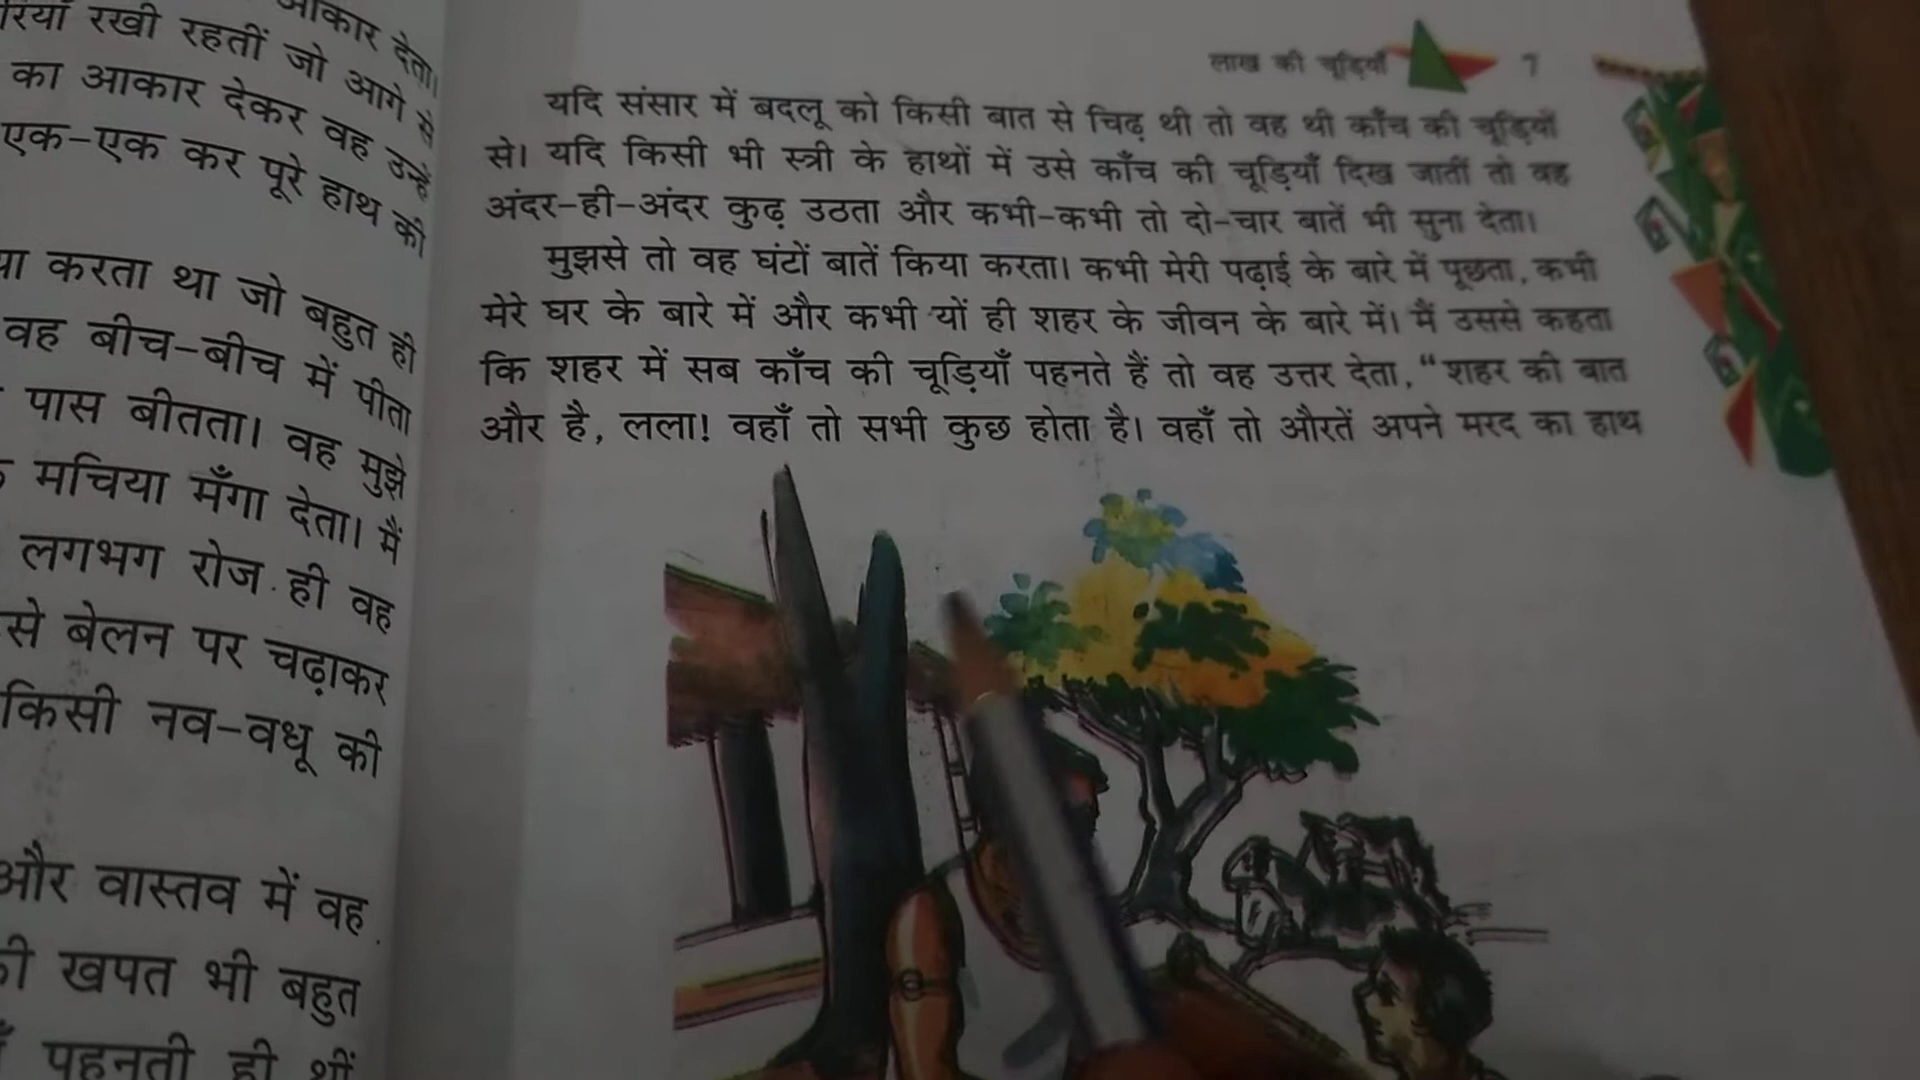 आकार देता।
रखी रहतीं जो आगे से
का आकार देकर वह उन्हें
एक-एक कर पूरे हाथ की
करता था जो बहुत ही
वह बीच-बीच में पीता
पास बीतता। वह मुझे
मचिया मँगा देता। मैं
लगभग रोज ही वह
से बेलन पर चढ़ाकर
किसी नव-वधू की
और वास्तव में वह
खपत भी बहुत
पहनती ही थीं
लाख की चूड़ियाँ 7
यदि संसार में बदलू को किसी बात से चिढ़ थी तो वह थी काँच की चूड़ियों
से। यदि किसी भी स्त्री के हाथों में उसे काँच की चूड़ियाँ दिख जातीं तो वह
अंदर-ही-अंदर कुढ़ उठता और कभी-कभी तो दो-चार बातें भी सुना देता।
मुझसे तो वह घंटों बातें किया करता। कभी मेरी पढ़ाई के बारे में पूछता, कभी
मेरे घर के बारे में और कभी यों ही शहर के जीवन के बारे में। मैं उससे कहता
कि शहर में सब काँच की चूड़ियाँ पहनते हैं तो वह उत्तर देता, “शहर की बात
और है, लला! वहाँ तो सभी कुछ होता है। वहाँ तो औरतें अपने मरद का हाथ